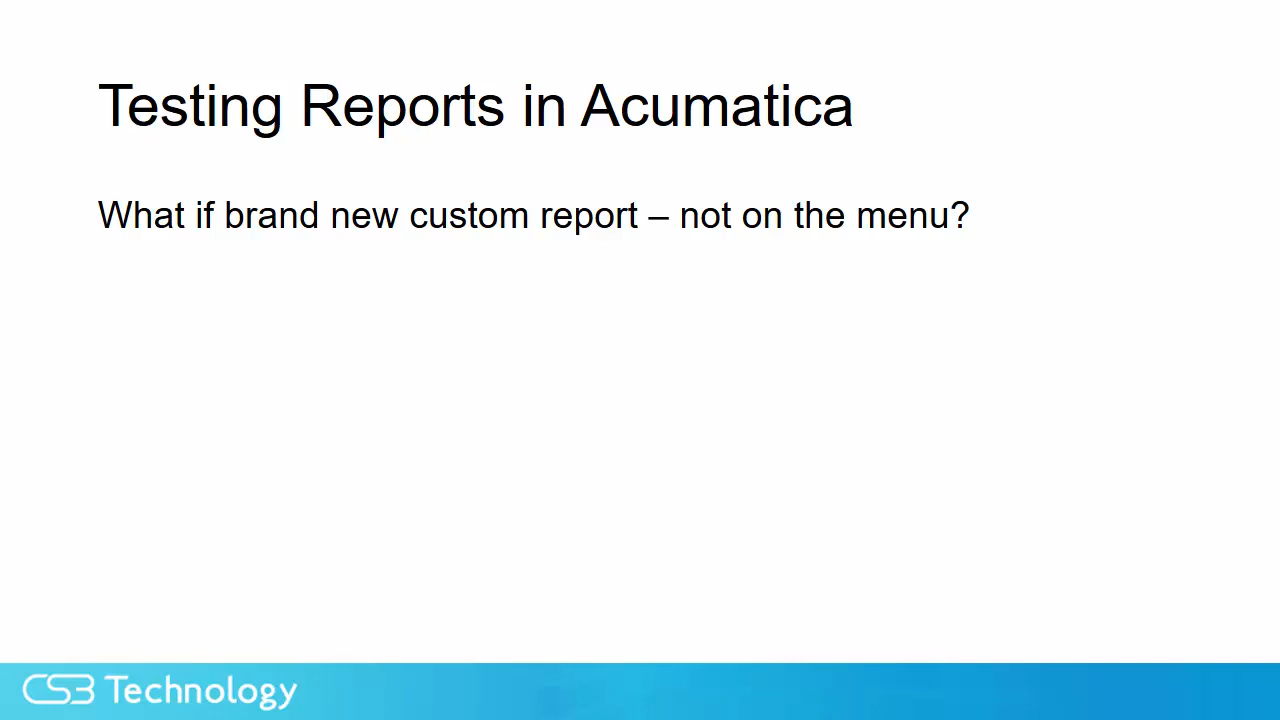 Testing Reports in Acumatica
What if brand new custom report – not on the menu?
CS3 Technology